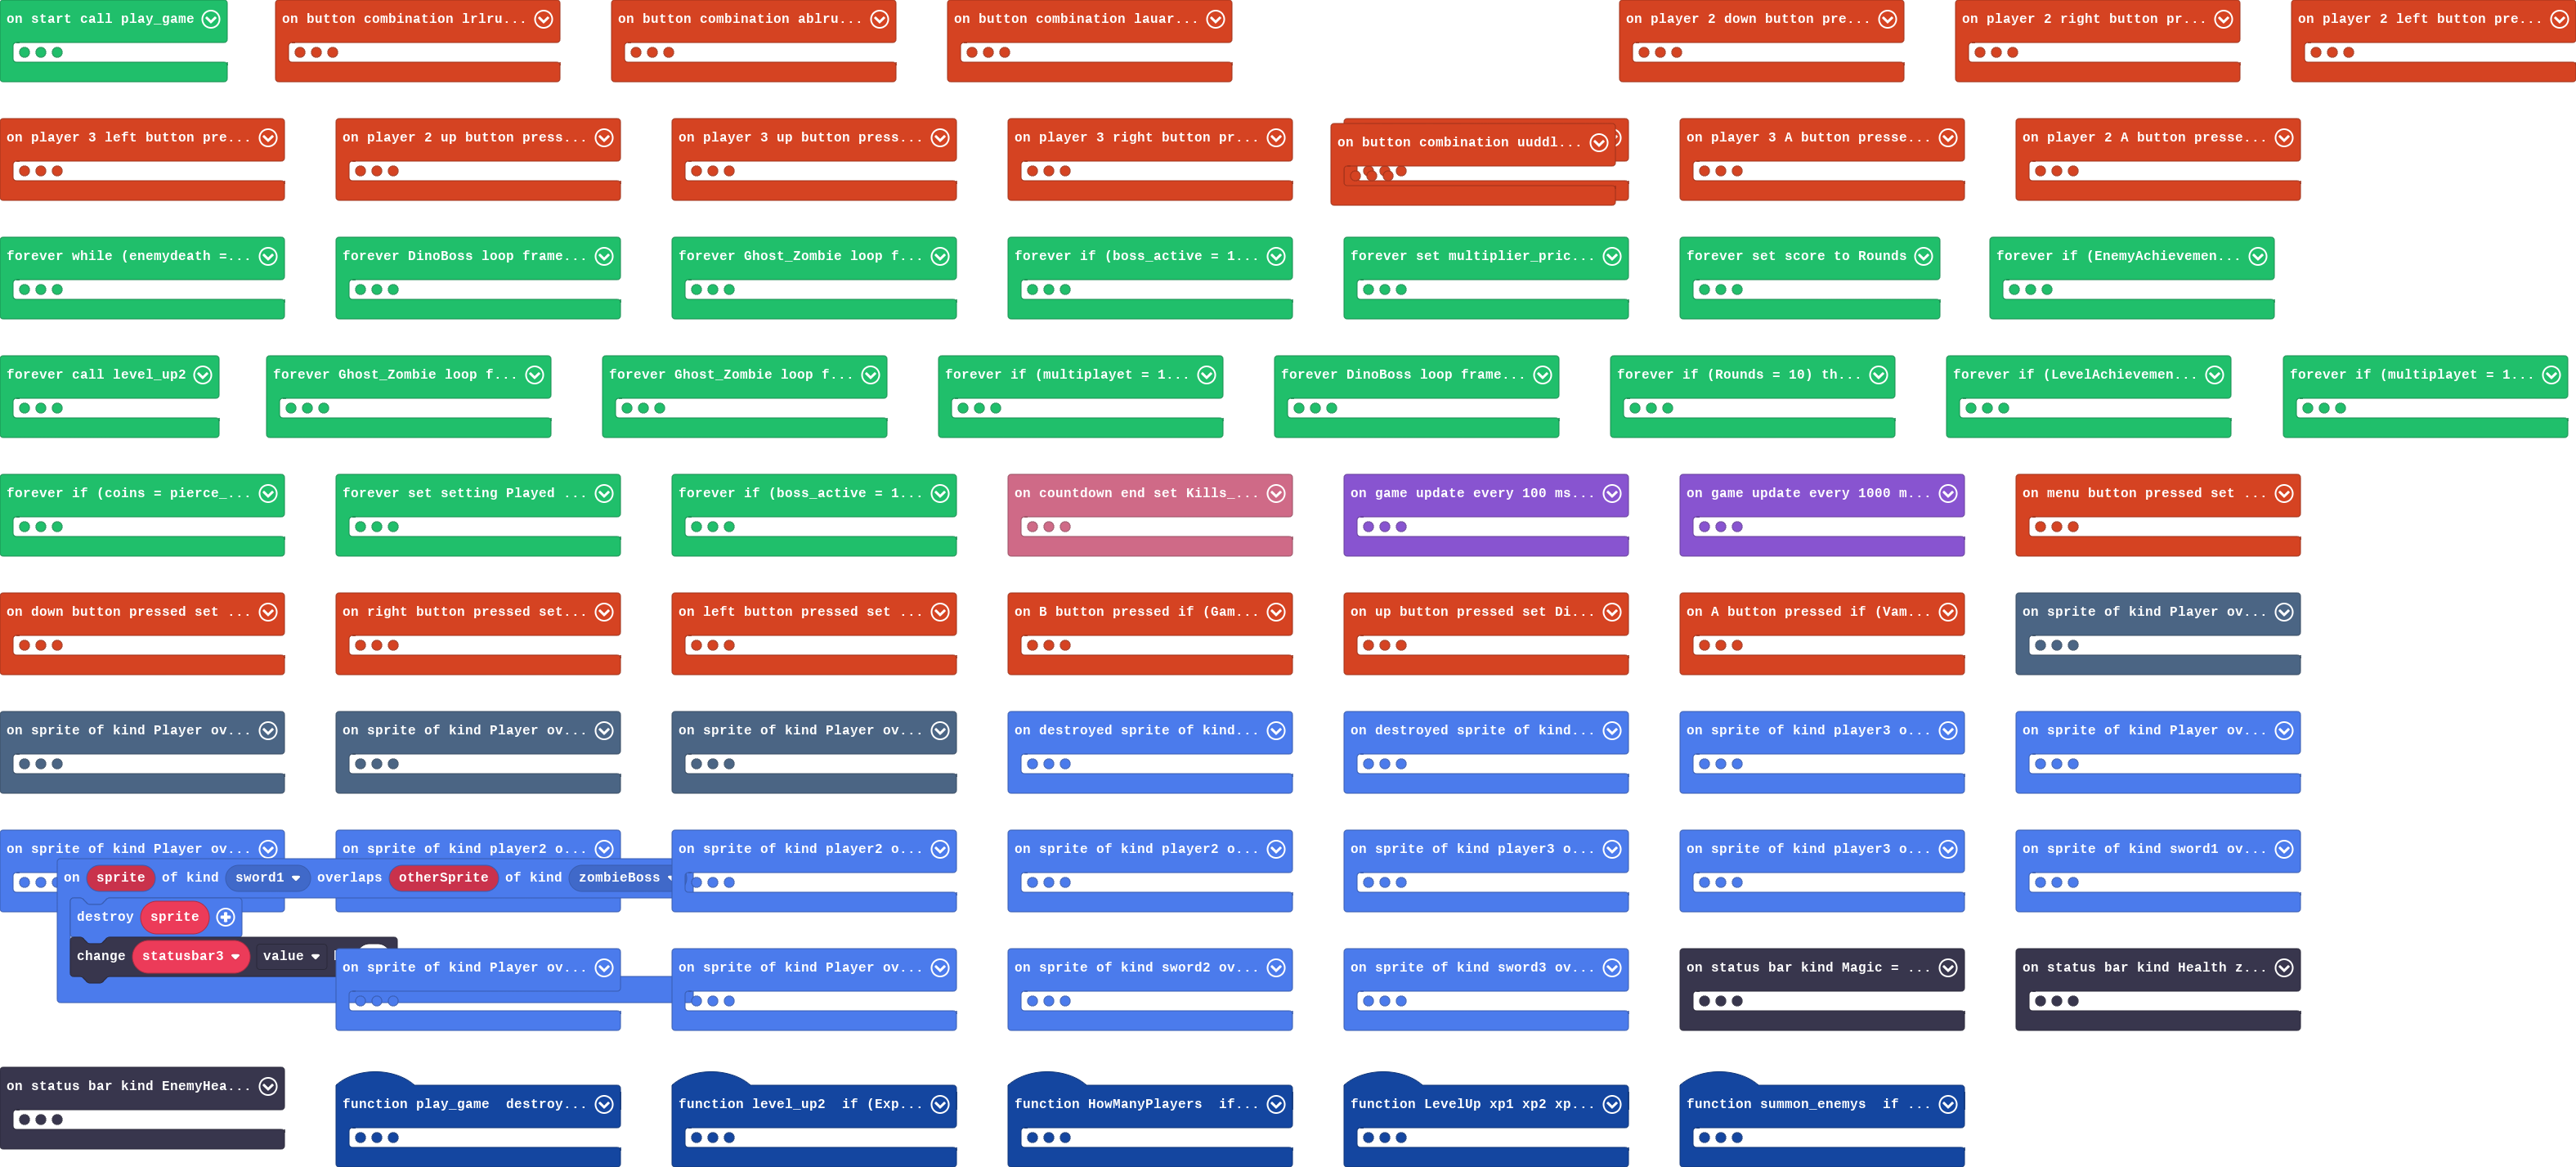 on start call play_game
on button combination lrlru...
on button combination ablru...
on button combination lauar...
on player 2 down button pre...
on player 2 right button pr...
on player 2 left button pre...
on player 3 left button pre...
on player 2 up button press...
on player 3 up button press...
on player 3 right button pr...
on button combination uuddl...
on player 3 A button presse...
on player 2 A button presse...
forever while (enemydeath =...
forever DinoBoss loop frame...
forever Ghost_Zombie loop f...
forever if (boss_active = 1...
forever set multiplier_pric...
forever set score to Rounds
forever if (EnemyAchievemen...
forever call level_up2
forever Ghost_Zombie loop f...
forever Ghost_Zombie loop f...
forever if (multiplayet = 1...
forever DinoBoss loop frame...
forever if (Rounds = 10) th...
forever if (LevelAchievemen...
forever if (multiplayet = 1...
forever if (coins = pierce_...
forever set setting Played ...
forever if (boss_active = 1...
on countdown end set Kills_...
on game update every 100 ms...
on game update every 1000 m...
on menu button pressed set ...
on down button pressed set ...
on right button pressed set...
on left button pressed set ...
on B button pressed if (Gam...
on up button pressed set Di...
on A button pressed if (Vam...
on sprite of kind Player ov...
on sprite of kind Player ov...
on sprite of kind Player ov...
on sprite of kind Player ov...
on destroyed sprite of kind...
on destroyed sprite of kind...
on sprite of kind player3 o...
on sprite of kind Player ov...
on sprite of kind Player ov...
on sprite of kind player2 o...
on sprite of kind player2 o...
on sprite of kind player2 o...
on sprite of kind player3 o...
on sprite of kind player3 o...
on sprite of kind sword1 ov...
on sprite of kind sword1 overlaps otherSprite of kind zombieBoss
destroy sprite
change statusbar3 value
on sprite of kind Player ov...
on sprite of kind Player ov...
on sprite of kind sword2 ov...
on sprite of kind sword3 ov...
on status bar kind Magic = ...
on status bar kind Health z...
on status bar kind EnemyHea...
function play_game  destroy...
function level_up2  if (Exp...
function HowManyPlayers  if...
function LevelUp xp1 xp2 xp...
function summon_enemys  if ...